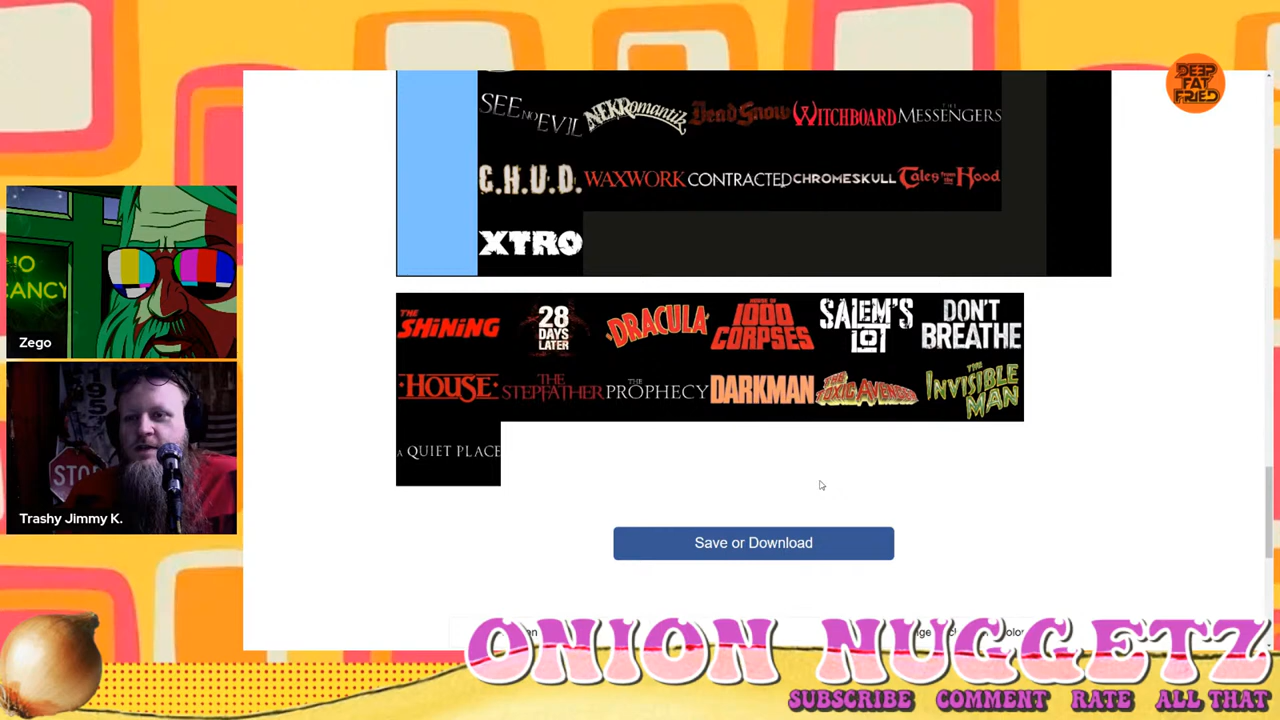 DEEP
FAT
FRIED
SEE NO EVIL
NEKRomantik
Dead Snow
WITCHBOARD
THE MESSENGERS
C.H.U.D.
WAXWORK
CONTRACTED
CHROMESKULL
Tales from the Hood
XTRO
NO
CANCY
Zego
THE SHiNiNG
28
DAYS
LATER
DRACULA
HOUSE OF
1000
CORPSES
SALEM'S
LOT
DON'T
BREATHE
HOUSE
THE STEPFATHER
THE PROPHECY
DARKMAN
THE TOXIC AVENGER
THE INVISIBLE MAN
A QUIET PLACE
STOP
Trashy Jimmy K.
Save or Download
ONION NUGGETZ
SUBSCRIBE COMMENT RATE ALL THAT